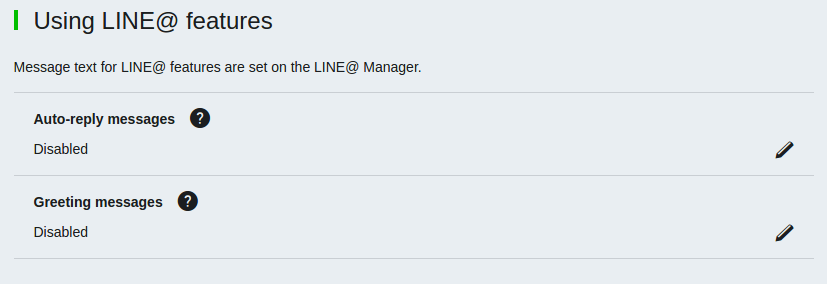 Using LINE@ features
Message text for LINE@ features are set on the LINE@ Manager.
Auto-reply messages ?
Disabled
Greeting messages ?
Disabled